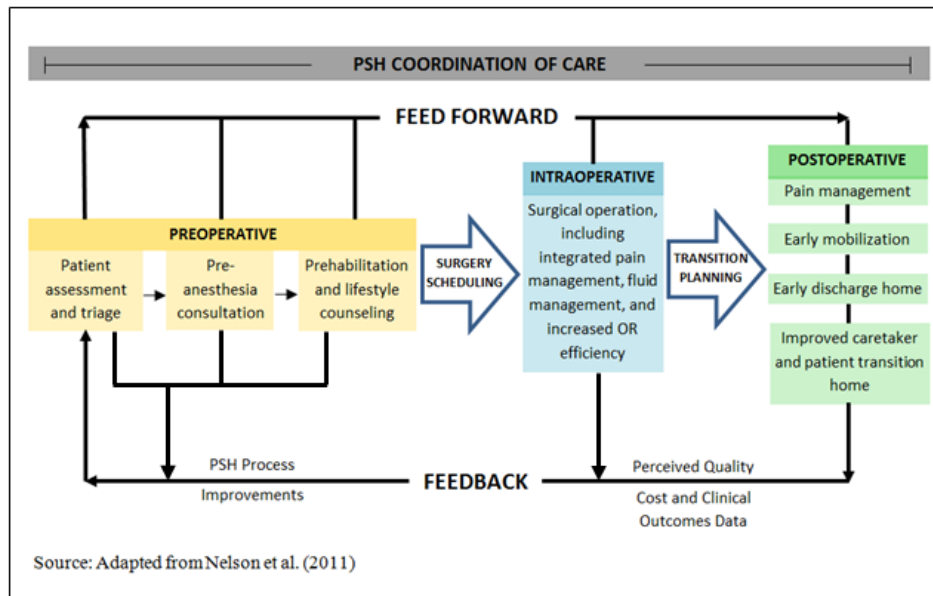 PSH COORDINATION OF CARE
FEED FORWARD
PREOPERATIVE
Patient
assessment
and triage
Pre-
anesthesia
consultation
Prehabilitation
and lifestyle
counseling
SURGERY
SCHEDULING
INTRAOPERATIVE
Surgical operation,
including
integrated pain
management, fluid
management, and
increased OR
efficiency
TRANSITION
PLANNING
POSTOPERATIVE
Pain management
Early mobilization
Early discharge home
Improved caretaker
and patient transition
home
PSH Process
Improvements
FEEDBACK
Perceived Quality
Cost and Clinical
Outcomes Data
Source: Adapted from Nelson et al. (2011)